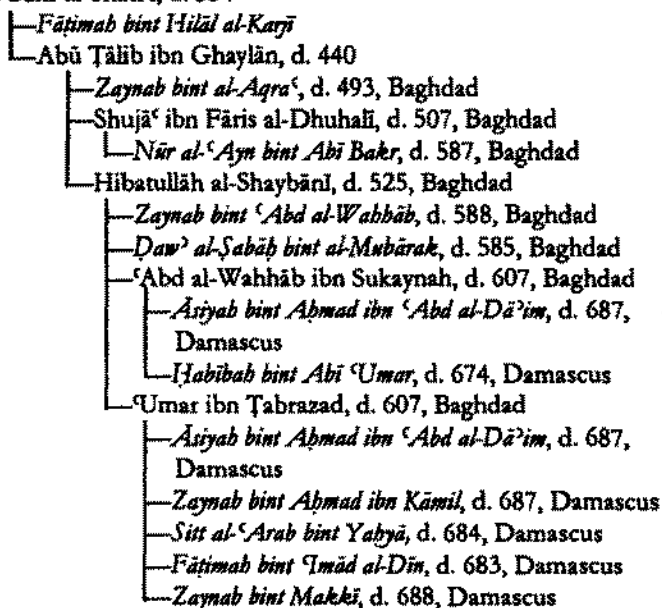 Fāṭimah bint Hilāl al-Karjī
Abū Ṭālib ibn Ghaylān, d. 440
Zaynab bint al-Aqraʿ, d. 493, Baghdad
Shujāʿ ibn Fāris al-Dhuhalī, d. 507, Baghdad
Nūr al-ʿAyn bint Abī Bakr, d. 587, Baghdad
Hibatullāh al-Shaybānī, d. 525, Baghdad
Zaynab bint ʿAbd al-Wahhāb, d. 588, Baghdad
Ḍawʾ al-Ṣabāḥ bint al-Mubārak, d. 585, Baghdad
ʿAbd al-Wahhāb ibn Sukaynah, d. 607, Baghdad
Āsiyah bint Aḥmad ibn ʿAbd al-Dāʾim, d. 687,
Damascus
Ḥabībah bint Abī ʿUmar, d. 674, Damascus
ʿUmar ibn Ṭabrazad, d. 607, Baghdad
Āsiyah bint Aḥmad ibn ʿAbd al-Dāʾim, d. 687,
Damascus
Zaynab bint Aḥmad ibn Kāmil, d. 687, Damascus
Sitt al-ʿArab bint Yaḥyā, d. 684, Damascus
Fāṭimah bint ʿImād al-Dīn, d. 683, Damascus
Zaynab bint Makkī, d. 688, Damascus